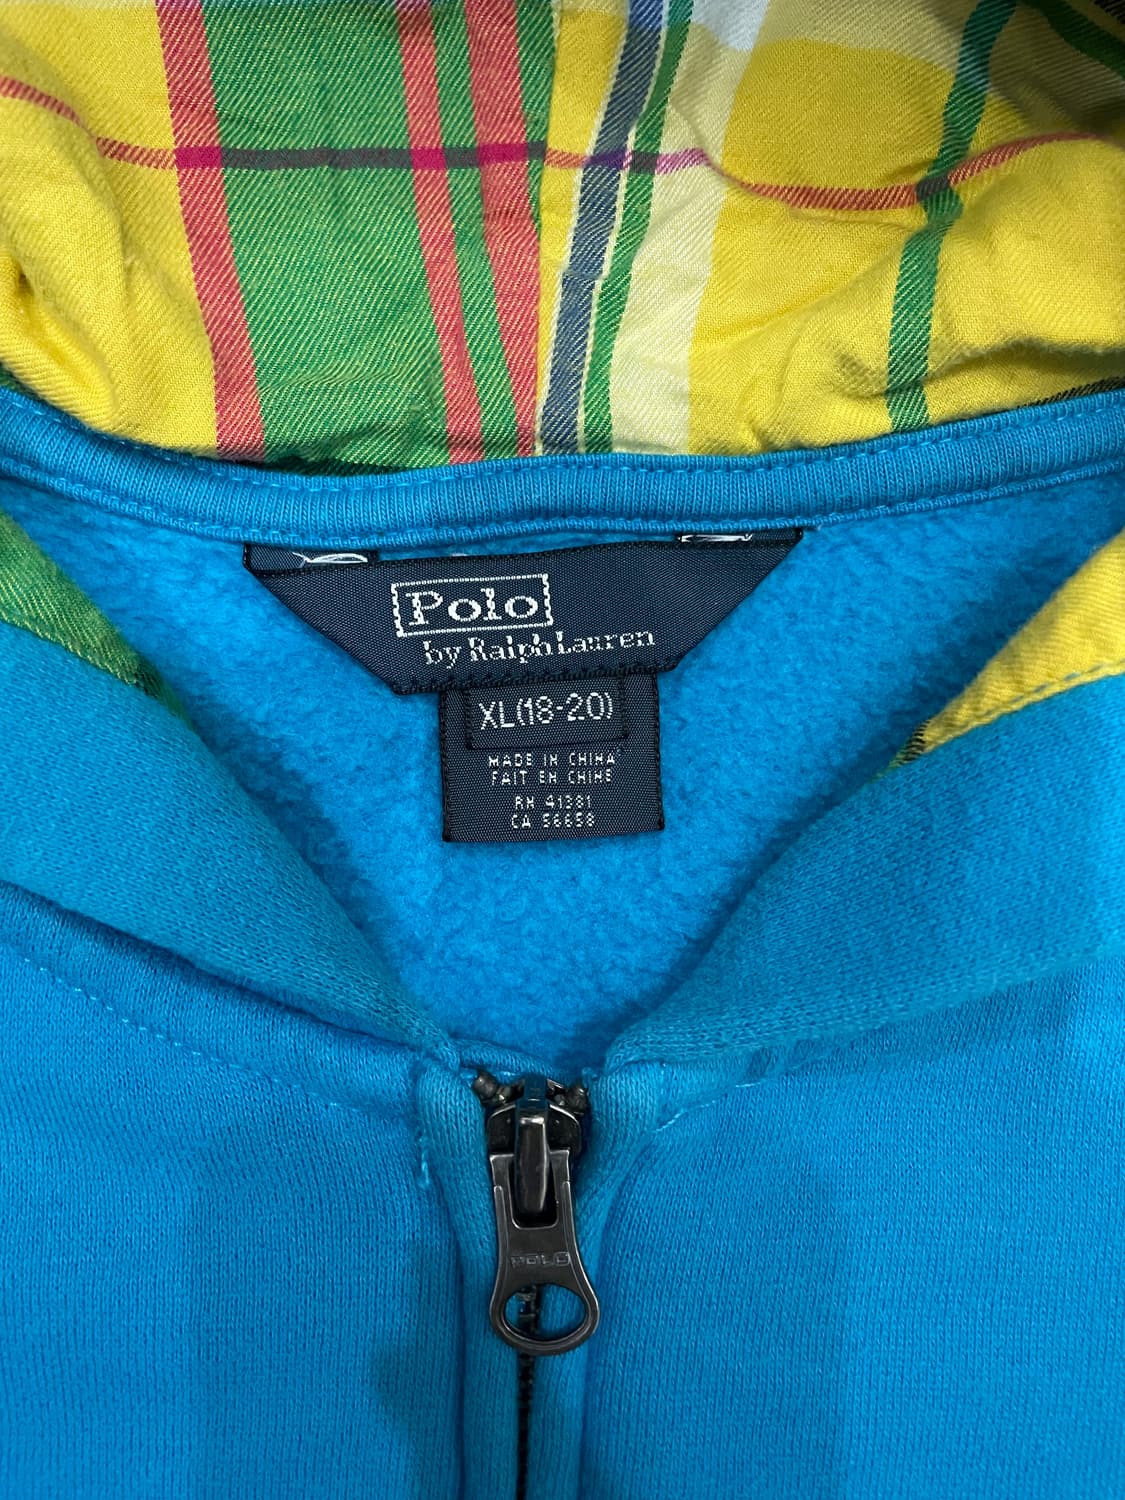 Polo
by Ralph Lauren
XL(18-20)
MADE IN CHINA
FAIT EN CHINE
RN 41381
CA 56658
POLO